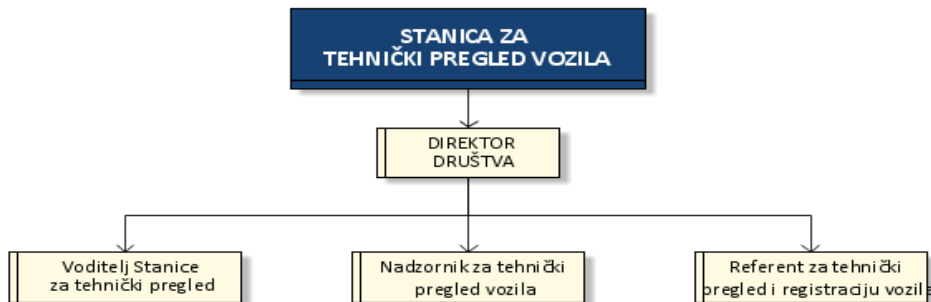 STANICA ZA
TEHNIČKI PREGLED VOZILA
DIREKTOR
DRUŠTVA
Voditelj Stanice
za tehnički pregled
Nadzornik za tehnički
pregled vozila
Referent za tehnički
pregled i registraciju vozila